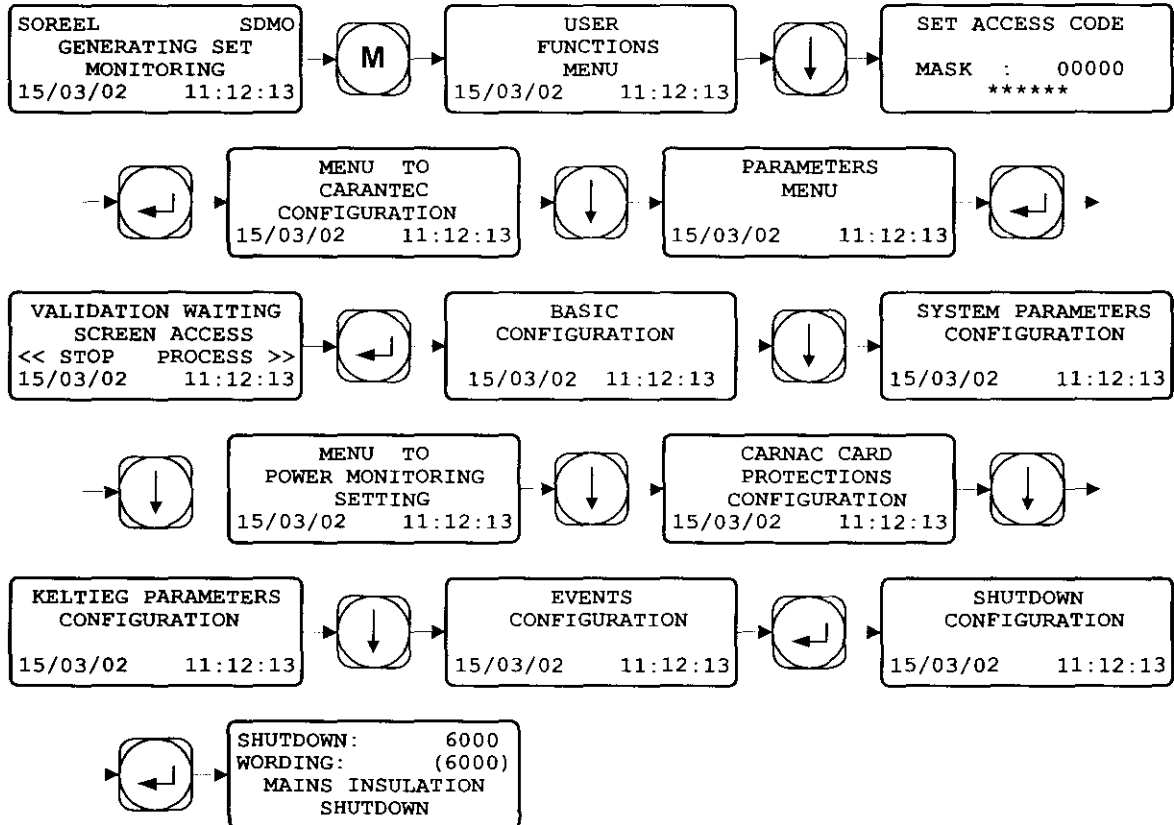 SOREEL SDMO
GENERATING SET
MONITORING
15/03/02 11:12:13
M
USER
FUNCTIONS
MENU
15/03/02 11:12:13
SET ACCESS CODE
MASK : 00000
******
MENU TO
CARANTEC
CONFIGURATION
15/03/02 11:12:13
PARAMETERS
MENU
15/03/02 11:12:13
VALIDATION WAITING
SCREEN ACCESS
<< STOP PROCESS >>
15/03/02 11:12:13
BASIC
CONFIGURATION
15/03/02 11:12:13
SYSTEM PARAMETERS
CONFIGURATION
15/03/02 11:12:13
MENU TO
POWER MONITORING
SETTING
15/03/02 11:12:13
CARNAC CARD
PROTECTIONS
CONFIGURATION
15/03/02 11:12:13
KELTIEG PARAMETERS
CONFIGURATION
15/03/02 11:12:13
EVENTS
CONFIGURATION
15/03/02 11:12:13
SHUTDOWN
CONFIGURATION
15/03/02 11:12:13
SHUTDOWN: 6000
WORDING: (6000)
MAINS INSULATION
SHUTDOWN